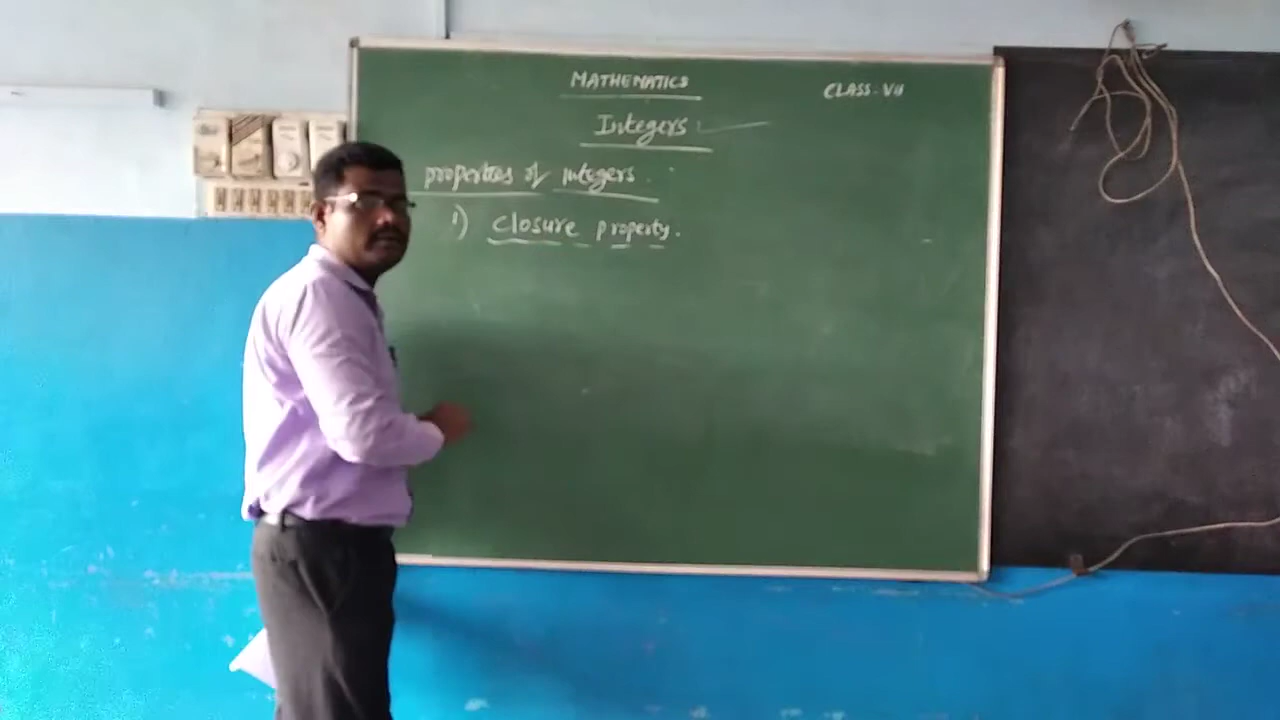 MATHEMATICS
CLASS-VII
Integers
properties of integers.
1) closure property.